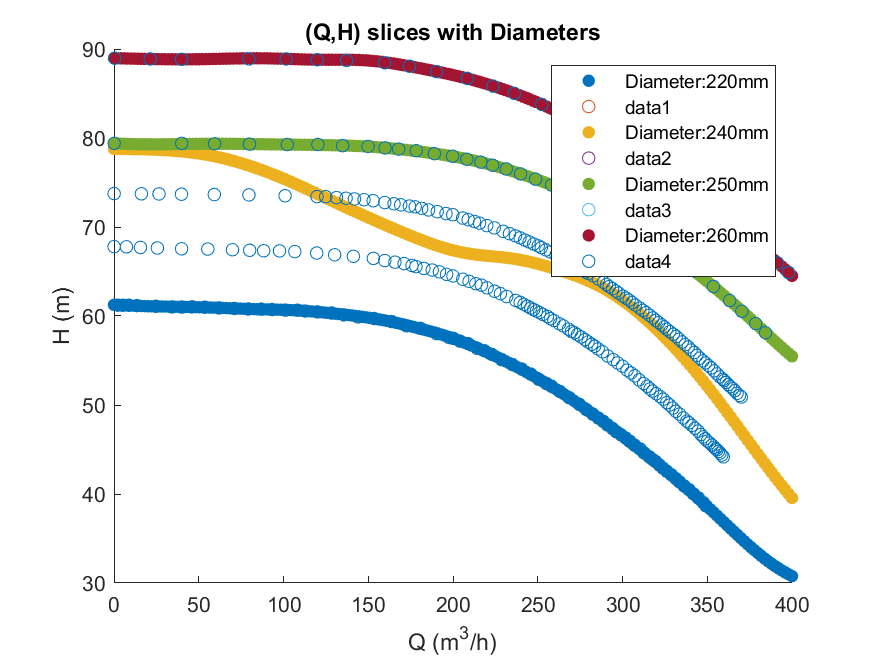 (Q,H) slices with Diameters
90
80
70
60
50
40
30
H (m)
Diameter:220mm
data1
Diameter:240mm
data2
Diameter:250mm
data3
Diameter:260mm
data4
0 50 100 150 200 250 300 350 400
Q (m³/h)